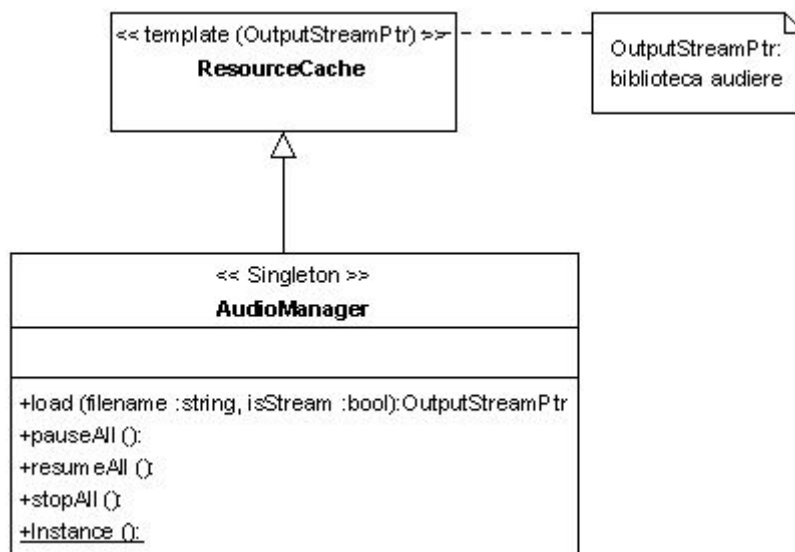 << template (OutputStreamPtr) >>
ResourceCache
OutputStreamPtr:
biblioteca audiere
<< Singleton >>
AudioManager
+load (filename :string, isStream :bool):OutputStreamPtr
+pauseAll ():
+resumeAll ():
+stopAll ():
+Instance ():